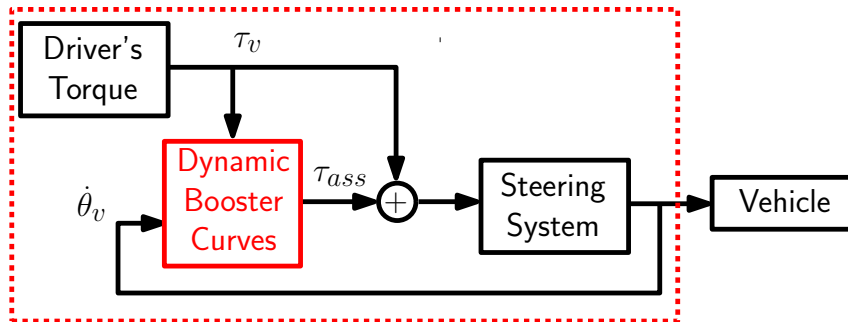 Driver's
Torque
τ_v
Dynamic
Booster
Curves
θ̇_v
τ_ass
+
Steering
System
Vehicle